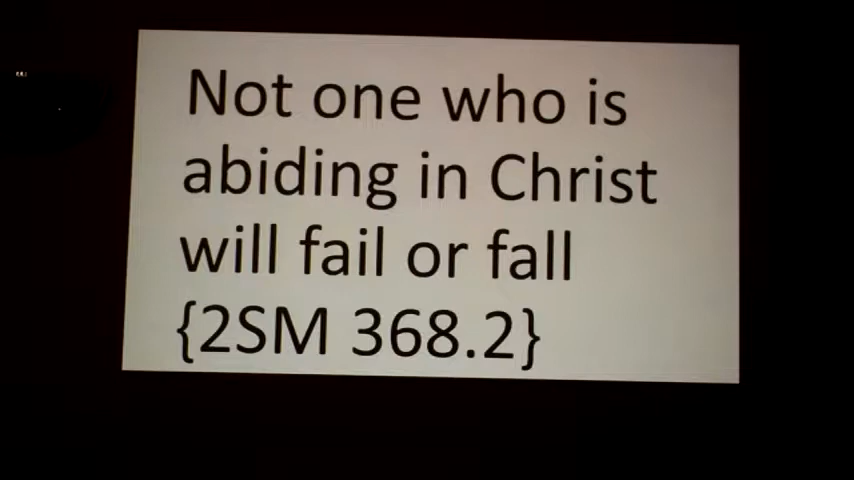 Not one who is
abiding in Christ
will fail or fall
{2SM 368.2}